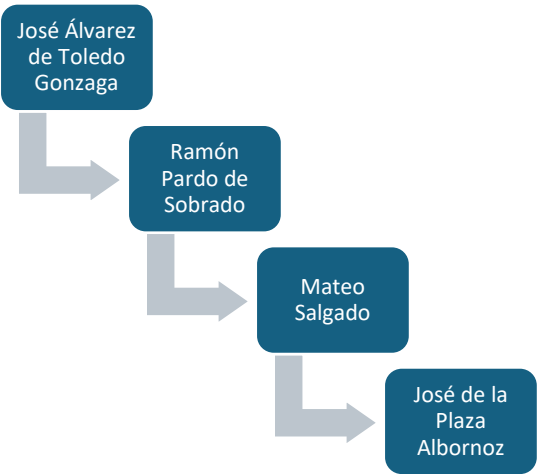 José Álvarez
de Toledo
Gonzaga
Ramón
Pardo de
Sobrado
Mateo
Salgado
José de la
Plaza
Albornoz